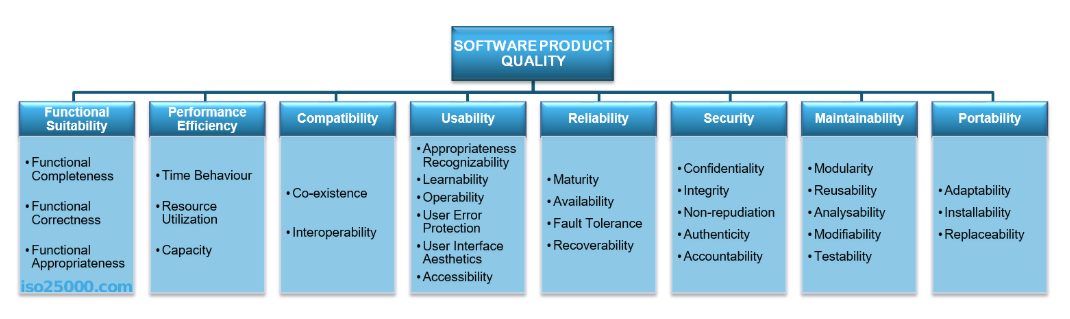 SOFTWARE PRODUCT
QUALITY
Functional
Suitability
• Functional
Completeness
• Functional
Correctness
• Functional
Appropriateness
iso25000.com
Performance
Efficiency
• Time Behaviour
• Resource
Utilization
• Capacity
Compatibility
• Co-existence
• Interoperability
Usability
• Appropriateness
Recognizability
• Learnability
• Operability
• User Error
Protection
• User Interface
Aesthetics
• Accessibility
Reliability
• Maturity
• Availability
• Fault Tolerance
• Recoverability
Security
• Confidentiality
• Integrity
• Non-repudiation
• Authenticity
• Accountability
Maintainability
• Modularity
• Reusability
• Analysability
• Modifiability
• Testability
Portability
• Adaptability
• Installability
• Replaceability